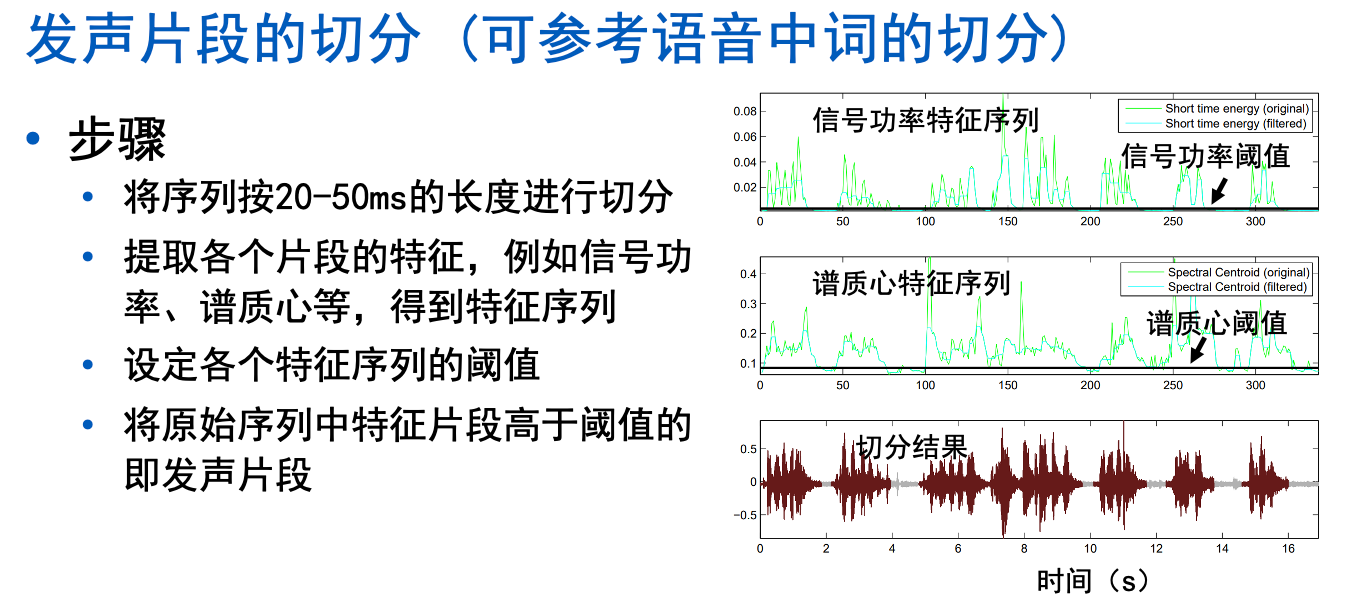 发声片段的切分（可参考语音中词的切分）
步骤
将序列按20-50ms的长度进行切分
提取各个片段的特征，例如信号功
率、谱质心等，得到特征序列
设定各个特征序列的阈值
将原始序列中特征片段高于阈值的
即发声片段
信号功率特征序列
Short time energy (original)
Short time energy (filtered)
信号功率阈值
0.08
0.06
0.04
0.02
0 50 100 150 200 250 300
谱质心特征序列
Spectral Centroid (original)
Spectral Centroid (filtered)
谱质心阈值
0.4
0.3
0.2
0.1
0 50 100 150 200 250 300
切分结果
0.5
0
−0.5
0 2 4 6 8 10 12 14 16
时间（s）